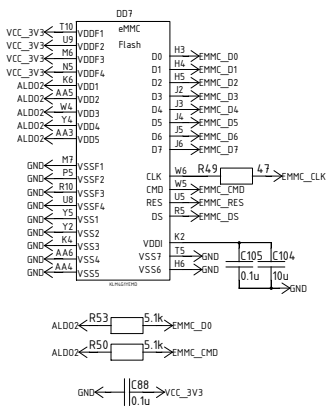 DD7
eMMC
Flash
VCC_3V3 T10 VDDF1
VCC_3V3 U9 VDDF2
VCC_3V3 M6 VDDF3
VCC_3V3 N5 VDDF4
ALDO2 K6 VDD1
ALDO2 AA5 VDD2
ALDO2 W4 VDD3
ALDO2 Y4 VDD4
ALDO2 AA3 VDD5
GND M7 VSSF1
GND P5 VSSF2
GND R10 VSSF3
GND U8 VSSF4
GND Y5 VSS1
GND Y2 VSS2
GND K4 VSS3
GND AA6 VSS4
GND AA4 VSS5
D0 H3 EMMC_D0
D1 H4 EMMC_D1
D2 H5 EMMC_D2
D3 J2 EMMC_D3
D4 J3 EMMC_D4
D5 J4 EMMC_D5
D6 J5 EMMC_D6
D7 J6 EMMC_D7
CLK W6 R49 47 EMMC_CLK
CMD W5 EMMC_CMD
RES U5 EMMC_RES
DS R5 EMMC_DS
VDDI K2
VSS7 T5 GND
VSS6 H6 GND
C105 C104
0.1u 10u
GND
ALDO2 R53 5.1k EMMC_D0
ALDO2 R50 5.1k EMMC_CMD
GND C88 VCC_3V3
0.1u